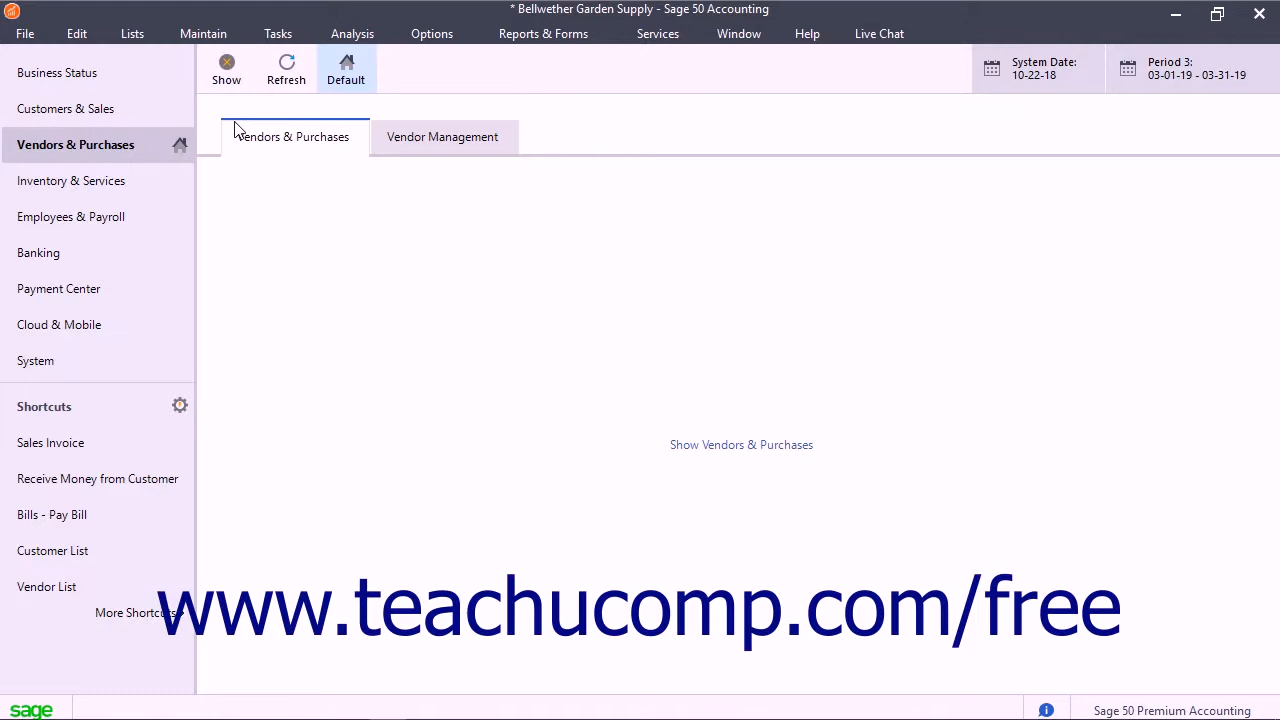 * Bellwether Garden Supply - Sage 50 Accounting
File Edit Lists Maintain Tasks Analysis Options Reports & Forms Services Window Help Live Chat
Business Status
Customers & Sales
Vendors & Purchases
Inventory & Services
Employees & Payroll
Banking
Payment Center
Cloud & Mobile
System
Shortcuts
Sales Invoice
Receive Money from Customer
Bills - Pay Bill
Customer List
Vendor List
More Shortcuts
Show Refresh Default
System Date:
10-22-18
Period 3:
03-01-19 - 03-31-19
Vendors & Purchases Vendor Management
Show Vendors & Purchases
www.teachucomp.com/free
sage
Sage 50 Premium Accounting